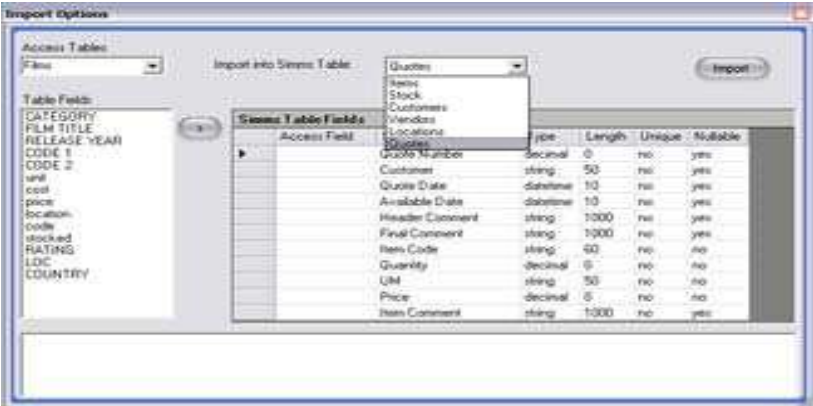 Import Options
Access Tables
Films
Import into Simms Table:
Quotes
Import
Items
Stock
Customers
Vendors
Locations
Quotes
Table Fields
CATEGORY
FILM TITLE
RELEASE YEAR
CODE 1
CODE 2
unit
cost
price
location
code
stocked
RATING
LOC
COUNTRY
>
Simms Table Fields
Access Field Type Length Unique Nullable
Quote Number decimal 0 no yes
Customer string 50 no yes
Quote Date datetime 10 no yes
Available Date datetime 10 no yes
Header Comment string 1000 no yes
Final Comment string 1000 no yes
Item Code string 60 no no
Quantity decimal 0 no no
UM string 50 no no
Price decimal 0 no no
Item Comment string 1000 no yes